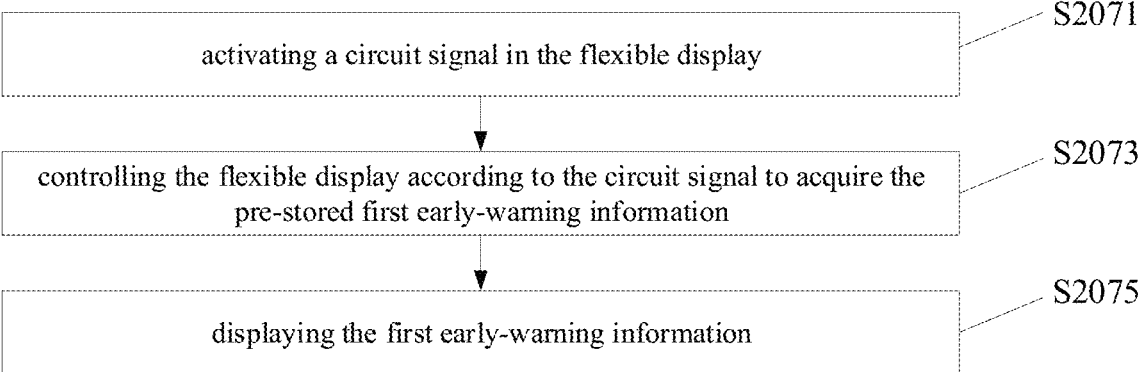 S2071
activating a circuit signal in the flexible display
S2073
controlling the flexible display according to the circuit signal to acquire the
pre-stored first early-warning information
S2075
displaying the first early-warning information